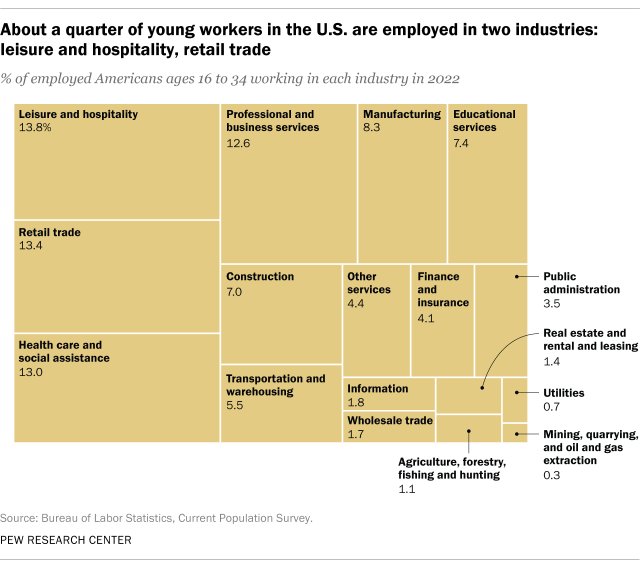 About a quarter of young workers in the U.S. are employed in two industries:
leisure and hospitality, retail trade
% of employed Americans ages 16 to 34 working in each industry in 2022
Leisure and hospitality
13.8%
Retail trade
13.4
Health care and
social assistance
13.0
Professional and
business services
12.6
Manufacturing
8.3
Educational
services
7.4
Construction
7.0
Transportation and
warehousing
5.5
Other
services
4.4
Finance
and
insurance
4.1
Information
1.8
Wholesale trade
1.7
Public
administration
3.5
Real estate and
rental and leasing
1.4
Utilities
0.7
Mining, quarrying,
and oil and gas
extraction
0.3
Agriculture, forestry,
fishing and hunting
1.1
Source: Bureau of Labor Statistics, Current Population Survey.
PEW RESEARCH CENTER